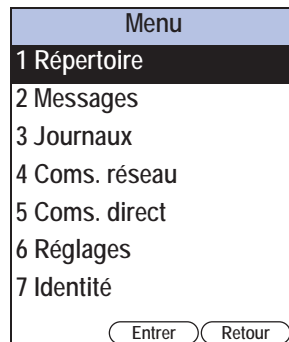 Menu
1 Répertoire
2 Messages
3 Journaux
4 Coms. réseau
5 Coms. direct
6 Réglages
7 Identité
Entrer Retour